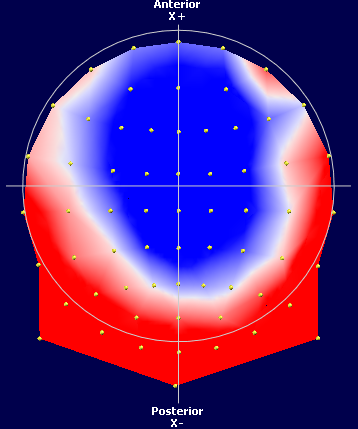 Anterior
X+
Posterior
X-